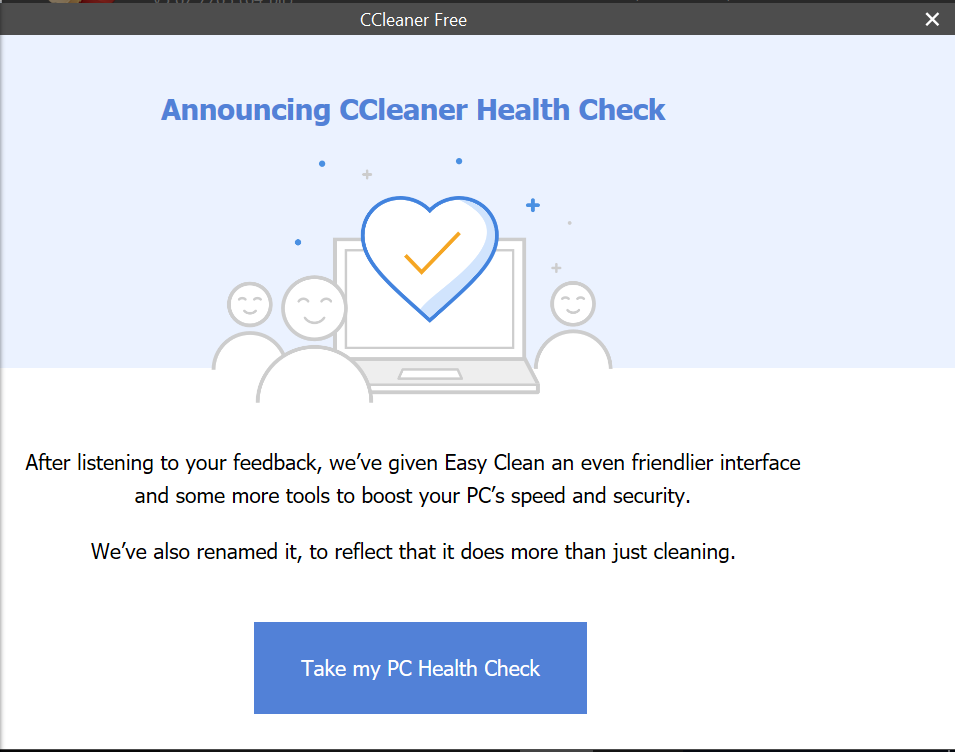 CCleaner Free
Announcing CCleaner Health Check
After listening to your feedback, we’ve given Easy Clean an even friendlier interface
and some more tools to boost your PC’s speed and security.
We’ve also renamed it, to reflect that it does more than just cleaning.
Take my PC Health Check